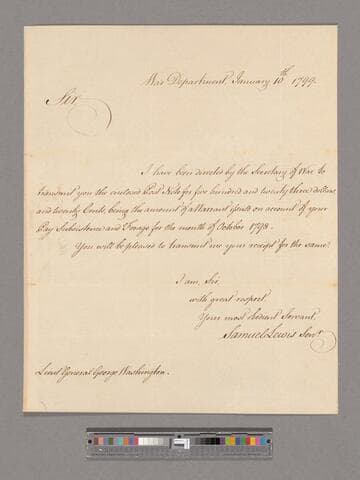 War Department January 10th 1799.
Sir
I have been directed by the Secretary of War to
transmit you the enclosed Post Note for five hundred and twenty three dollars
and twenty Cents, being the amount of a Warrant issued on account of your
Pay Subsistence and Forage for the month of October 1798.
You will be pleased to transmit me your receipt for the same.
I am, Sir,
with great respect,
Your most obedient Servant,
Samuel Lewis Senr.
Lieut General George Washington.